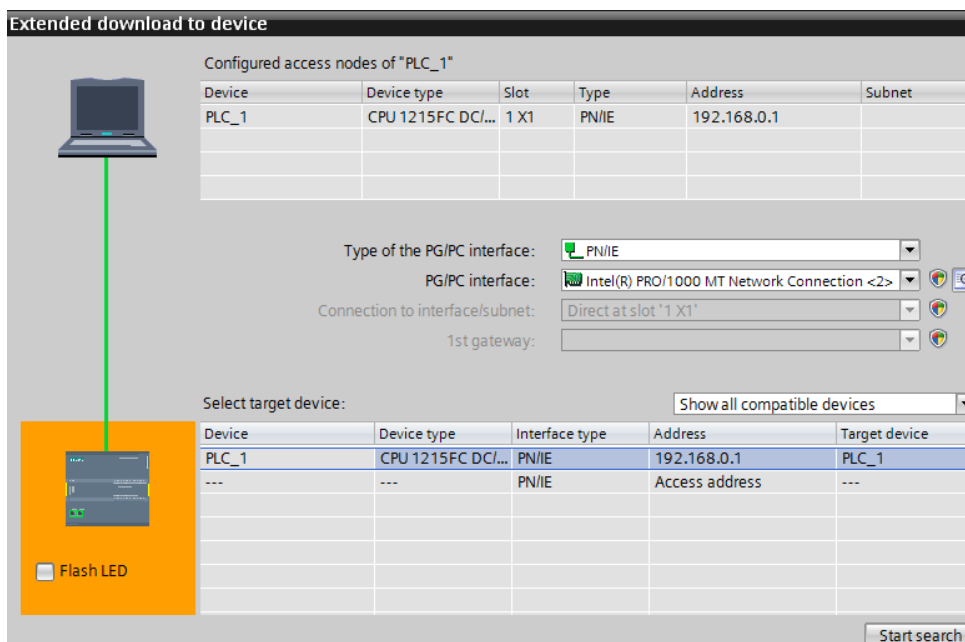 Extended download to device
Configured access nodes of "PLC_1"
Device Device type Slot Type Address Subnet
PLC_1 CPU 1215FC DC/... 1 X1 PN/IE 192.168.0.1
Type of the PG/PC interface: PN/IE
PG/PC interface: Intel(R) PRO/1000 MT Network Connection <2>
Connection to interface/subnet: Direct at slot '1 X1'
1st gateway:
Select target device: Show all compatible devices
Device Device type Interface type Address Target device
PLC_1 CPU 1215FC DC/... PN/IE 192.168.0.1 PLC_1
--- --- PN/IE Access address ---
Flash LED
Start search